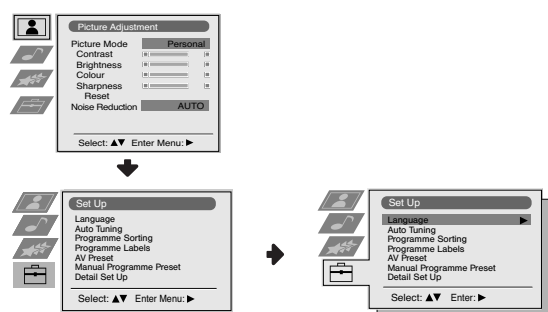 Picture Adjustment
Picture Mode Personal
Contrast
Brightness
Colour
Sharpness
Reset
Noise Reduction AUTO
Select: ▲▼ Enter Menu: ►
Set Up
Language
Auto Tuning
Programme Sorting
Programme Labels
AV Preset
Manual Programme Preset
Detail Set Up
Select: ▲▼ Enter Menu: ►
Set Up
Language ►
Auto Tuning
Programme Sorting
Programme Labels
AV Preset
Manual Programme Preset
Detail Set Up
Select: ▲▼ Enter: ►